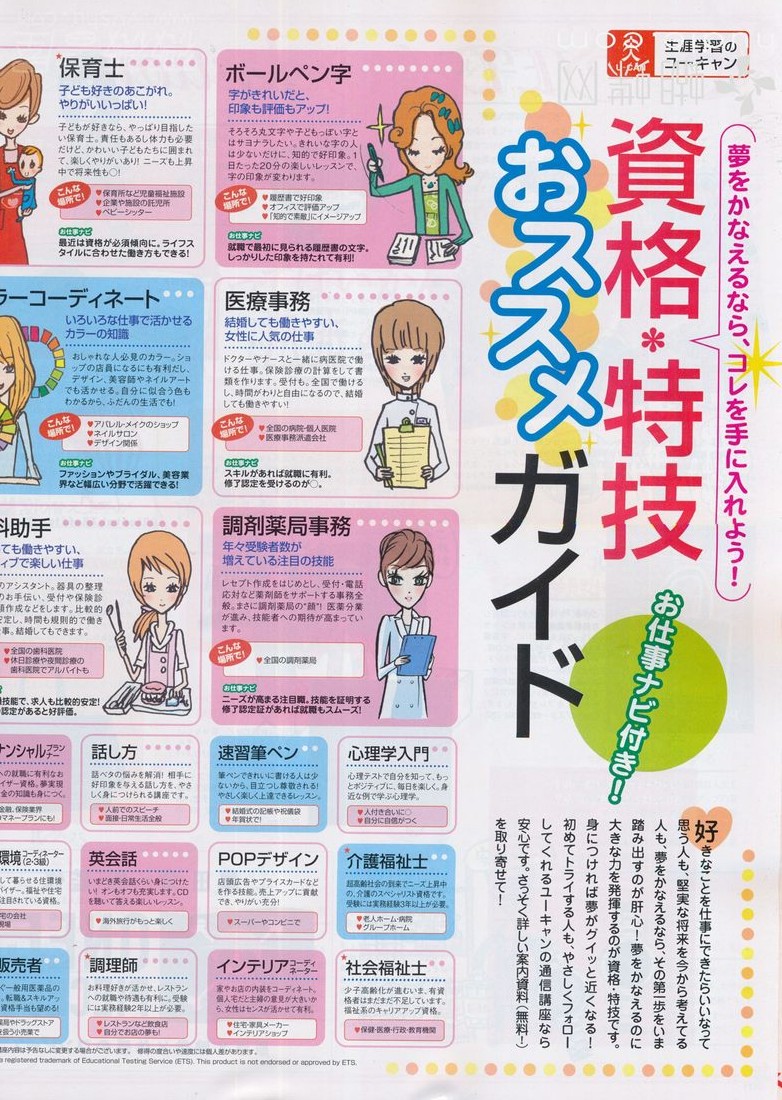 生涯学習の
ユーキャン
夢をかなえるなら、コレを手に入れよう！
資格*特技
おススメ
ガイド
お仕事ナビ付き！
好きなことを仕事にできたらいいなって
思う人も、堅実な将来を今から考えてる
人も、夢をかなえるなら、その第一歩をいま
踏み出すのが肝心！夢をかなえるのに
大きな力を発揮するのが資格・特技です。
身につければ夢がグイッと近くなる！
初めてトライする人も、やさしくフォロー
してくれるユーキャンの通信講座なら
安心です。さっそく詳しい案内資料（無料！）
を取り寄せて！
ボールペン字
字がきれいだと、
印象も評価もアップ！
そろそろ丸文字や子どもっぽい字と
はサヨナラしたい。きれいな字の人
は少ないだけに、知的で好印象。1
日たった20分の楽しいレッスンで、
字の印象が変わります。
こんな
場所で！
♥履歴書で好印象
♥オフィスで評価アップ
♥「知的で素敵」にイメージアップ
お仕事ナビ
就職で最初に見られる履歴書の文字。
しっかりした印象を持たれて有利！
*保育士
子ども好きのあこがれ。
やりがいいっぱい！
子どもが好きなら、やっぱり目指した
い保育士。責任もあるし体力も必要
だけど、かわいい子どもたちに囲まれ
て、楽しくやりがいあり！ニーズも上昇
中で将来性も○！
こんな
場所で！
♥保育所など児童福祉施設
♥企業や施設の託児所
♥ベビーシッター
お仕事ナビ
最近は資格が必須傾向に。ライフス
タイルに合わせた働き方もできる！
医療事務
結婚しても働きやすい、
女性に人気の仕事
ドクターやナースと一緒に病医院で働
ける仕事。保険診療の計算をして書
類を作ります。受付も。全国で働ける
し、時間がわりと自由になるので、結婚
しても働きやすい！
こんな
場所で！
♥全国の病院・個人医院
♥医療事務派遣会社
お仕事ナビ
スキルがあれば就職に有利。
修了認定を受けるのが○。
ラーコーディネート
いろいろな仕事で活かせる
カラーの知識
おしゃれな人必見のカラー。ショ
ップの店員になるにも有利だし、
デザイン、美容師やネイルアート
でも活かせる。自分に似合う色も
わかるから、ふだんの生活でも！
こんな
場所で！
♥アパレル・メイクのショップ
♥ネイルサロン
♥デザイン関係
お仕事ナビ
ファッションやブライダル、美容業
界など幅広い分野で活躍できる！
調剤薬局事務
年々受験者数が
増えている注目の技能
レセプト作成をはじめとし、受付・電話
応対など薬剤師をサポートする事務全
般。まさに調剤薬局の“顔”！医薬分業
が進み、技能者への期待が高まってい
ます。
こんな
場所で！
♥全国の調剤薬局
お仕事ナビ
ニーズが高まる注目職。技能を証明する
修了認定証があれば就職もスムーズ！
科助手
ても働きやすい、
ィブで楽しい仕事
のアシスタント。器具の整理
のお手伝い、受付や保険診
類作成などをします。比較的
定し、時間も規則的で働き
事。結婚してもできます。
♥全国の歯科医院
♥休日診療や夜間診療の
歯科医院でアルバイトも
技能で、求人も比較的安定！
認定があると好評価。
心理学入門
心理テストで自分を知って、もっ
とポジティブに、毎日を楽しく。身
近な例で学ぶ心理学。
♥人付き合いに○
♥自分に自信がつく
速習筆ペン
筆ペンできれいに書ける人は少
ないから、目立つし尊敬される！
やさしく楽しく上達できるレッスン。
♥結婚式の記帳や祝儀袋
♥年賀状で！
話し方
話ベタの悩みを解消！相手に
好印象を与える話し方を、やさ
しく身につけられる講座です。
♥人前でのスピーチ
♥面接・日常生活全般
ナンシャルプランナー
への就職に有利なお
イザー資格。夢実現
金の知識も身につく。
金融、保険業界
マネープランにも！
*介護福祉士
超高齢社会の到来でニーズ上昇中
の、介護のスペシャリスト資格です。
受験には実務経験3年以上が必要。
♥老人ホーム・病院
♥グループホーム
POPデザイン
店頭広告やプライスカードなど
を作る技能。売上アップに貢献
でき、やりがい充分！
♥スーパーやコンビニで
英会話
いまどき英会話くらい身につけた
い！オンもオフも充実します。CD
を聴いて答える楽しいレッスン。
♥海外旅行がもっと楽しく
環境コーディネーター(2・3級)
して暮らせる住環境
バイザー。福祉や住宅
注目されている資格。
宅の会社
現場
*社会福祉士
少子高齢化が進むいま、有資
格者はまだまだ不足しています。
福祉系のキャリアアップ資格。
♥保健・医療・行政・教育機関
インテリアコーディネーター
家やお店の内装をコーディネート。
個人宅だと主婦の意見が大きいか
ら、女性はセンスが活かせて有利。
♥住宅・家具メーカー
♥インテリアショップ
*調理師
お料理好きが活かせ、レストラン
への就職や待遇も有利に。受験
には実務経験2年以上が必要。
♥レストランなど飲食店
♥自分でお店の夢も！
販売者
ぐ一般用医薬品の
。転職＆スキルアッ
資格手当も望める！
薬局やドラッグストア
を扱う小売業で
講座内容は予告なしに変更する場合がございます。 修得の度合いや速度には個人差があります。
e registered trademark of Educational Testing Service (ETS). This product is not endorsed or approved by ETS.